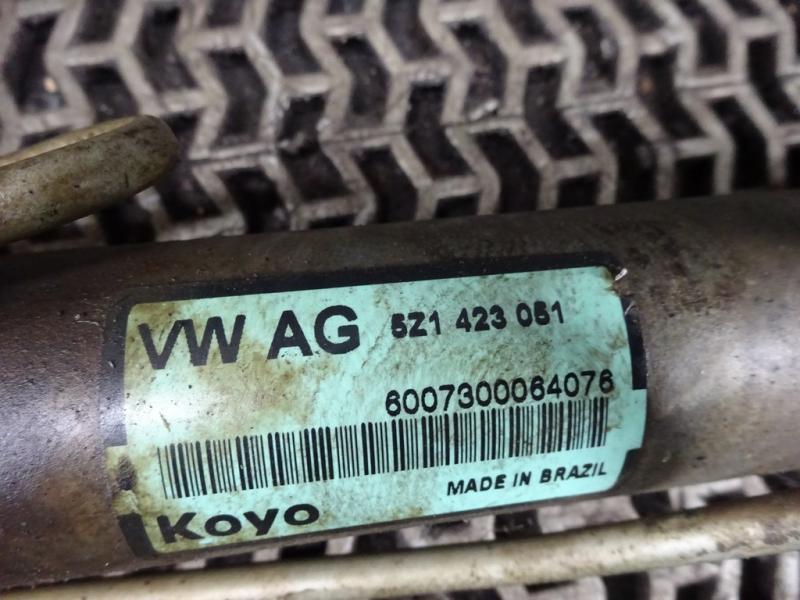 VW AG 5Z1 423 051
6007300064076
MADE IN BRAZIL
Koyo